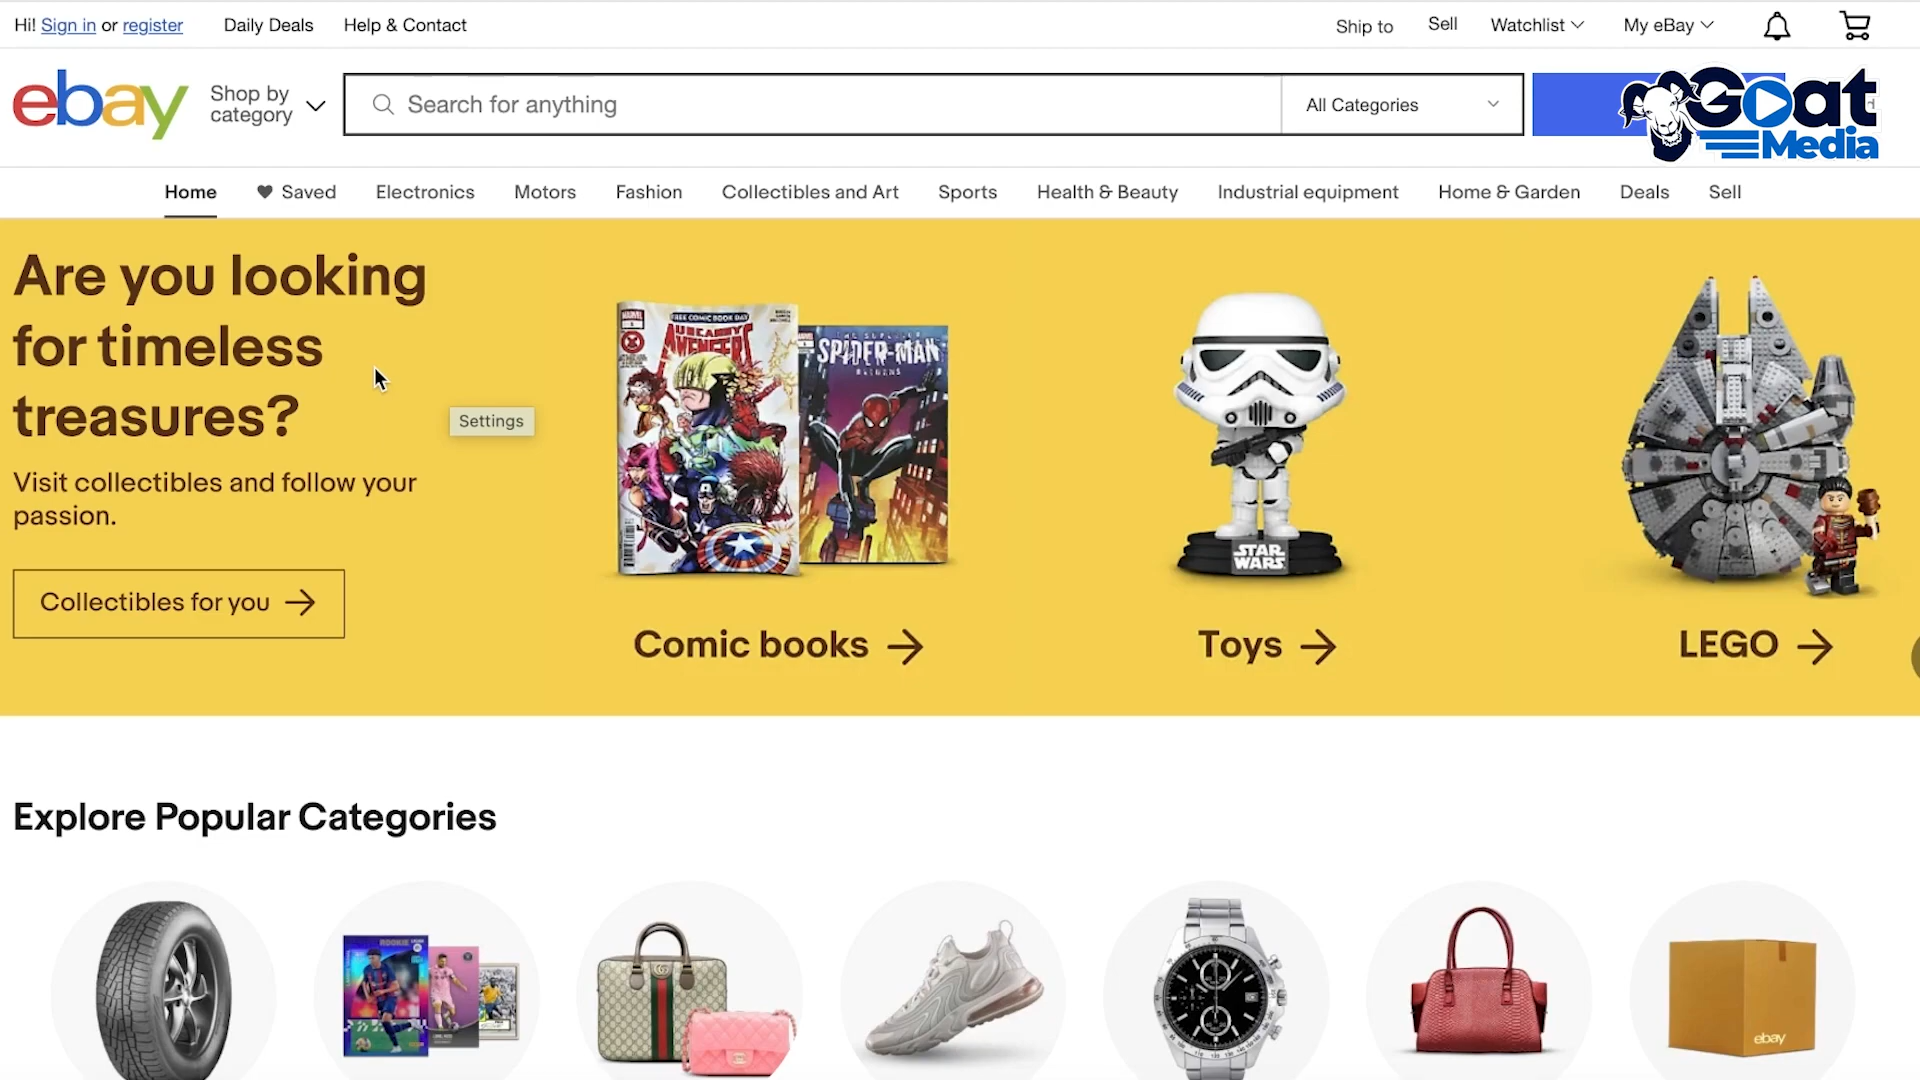 Hi! Sign in or register
Daily Deals
Help & Contact
Ship to
Sell
Watchlist
My eBay
ebay
Shop by
category
Search for anything
All Categories
Goat
Media
Home
Saved
Electronics
Motors
Fashion
Collectibles and Art
Sports
Health & Beauty
Industrial equipment
Home & Garden
Deals
Sell
Are you looking
for timeless
treasures?
Settings
Visit collectibles and follow your
passion.
Collectibles for you
MARVEL
FREE COMIC BOOK DAY
UNCANNY
AVENGERS
SPIDER-MAN
STAR
WARS
Comic books
Toys
LEGO
Explore Popular Categories
ROOKIE
ebay